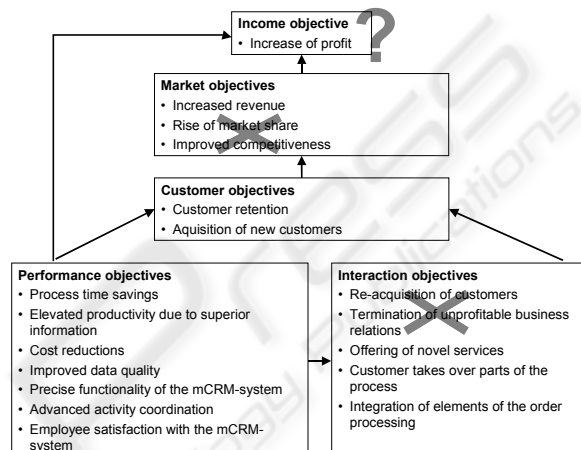 Income objective
• Increase of profit
?
Market objectives
• Increased revenue
• Rise of market share
• Improved competitiveness
Customer objectives
• Customer retention
• Aquisition of new customers
Performance objectives
• Process time savings
• Elevated productivity due to superior
information
• Cost reductions
• Improved data quality
• Precise functionality of the mCRM-system
• Advanced activity coordination
• Employee satisfaction with the mCRM-
system
Interaction objectives
• Re-acquisition of customers
• Termination of unprofitable business
relations
• Offering of novel services
• Customer takes over parts of the
process
• Integration of elements of the order
processing